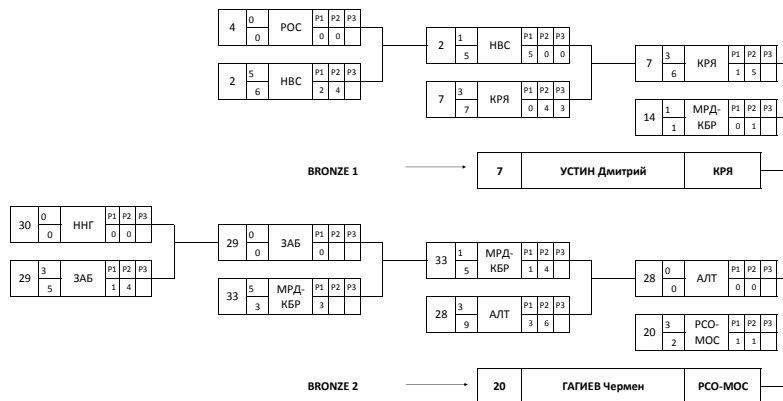 4 0 0 РОС P1 P2 P3 0 0
2 5 6 НВС P1 P2 P3 2 4
2 1 5 НВС P1 P2 P3 5 0 0
7 3 7 КРЯ P1 P2 P3 0 4 3
7 3 6 КРЯ P1 P2 P3 1 5
14 1 1 МРД-КБР P1 P2 P3 0 1
BRONZE 1 7 УСТИН Дмитрий КРЯ
30 0 0 ННГ P1 P2 P3 0 0
29 3 5 ЗАБ P1 P2 P3 1 4
29 0 0 ЗАБ P1 P2 P3 0
33 5 3 МРД-КБР P1 P2 P3 3
33 1 5 МРД-КБР P1 P2 P3 1 4
28 3 9 АЛТ P1 P2 P3 3 6
28 0 0 АЛТ P1 P2 P3 0 0
20 3 2 РСО-МОС P1 P2 P3 1 1
BRONZE 2 20 ГАГИЕВ Чермен РСО-МОС